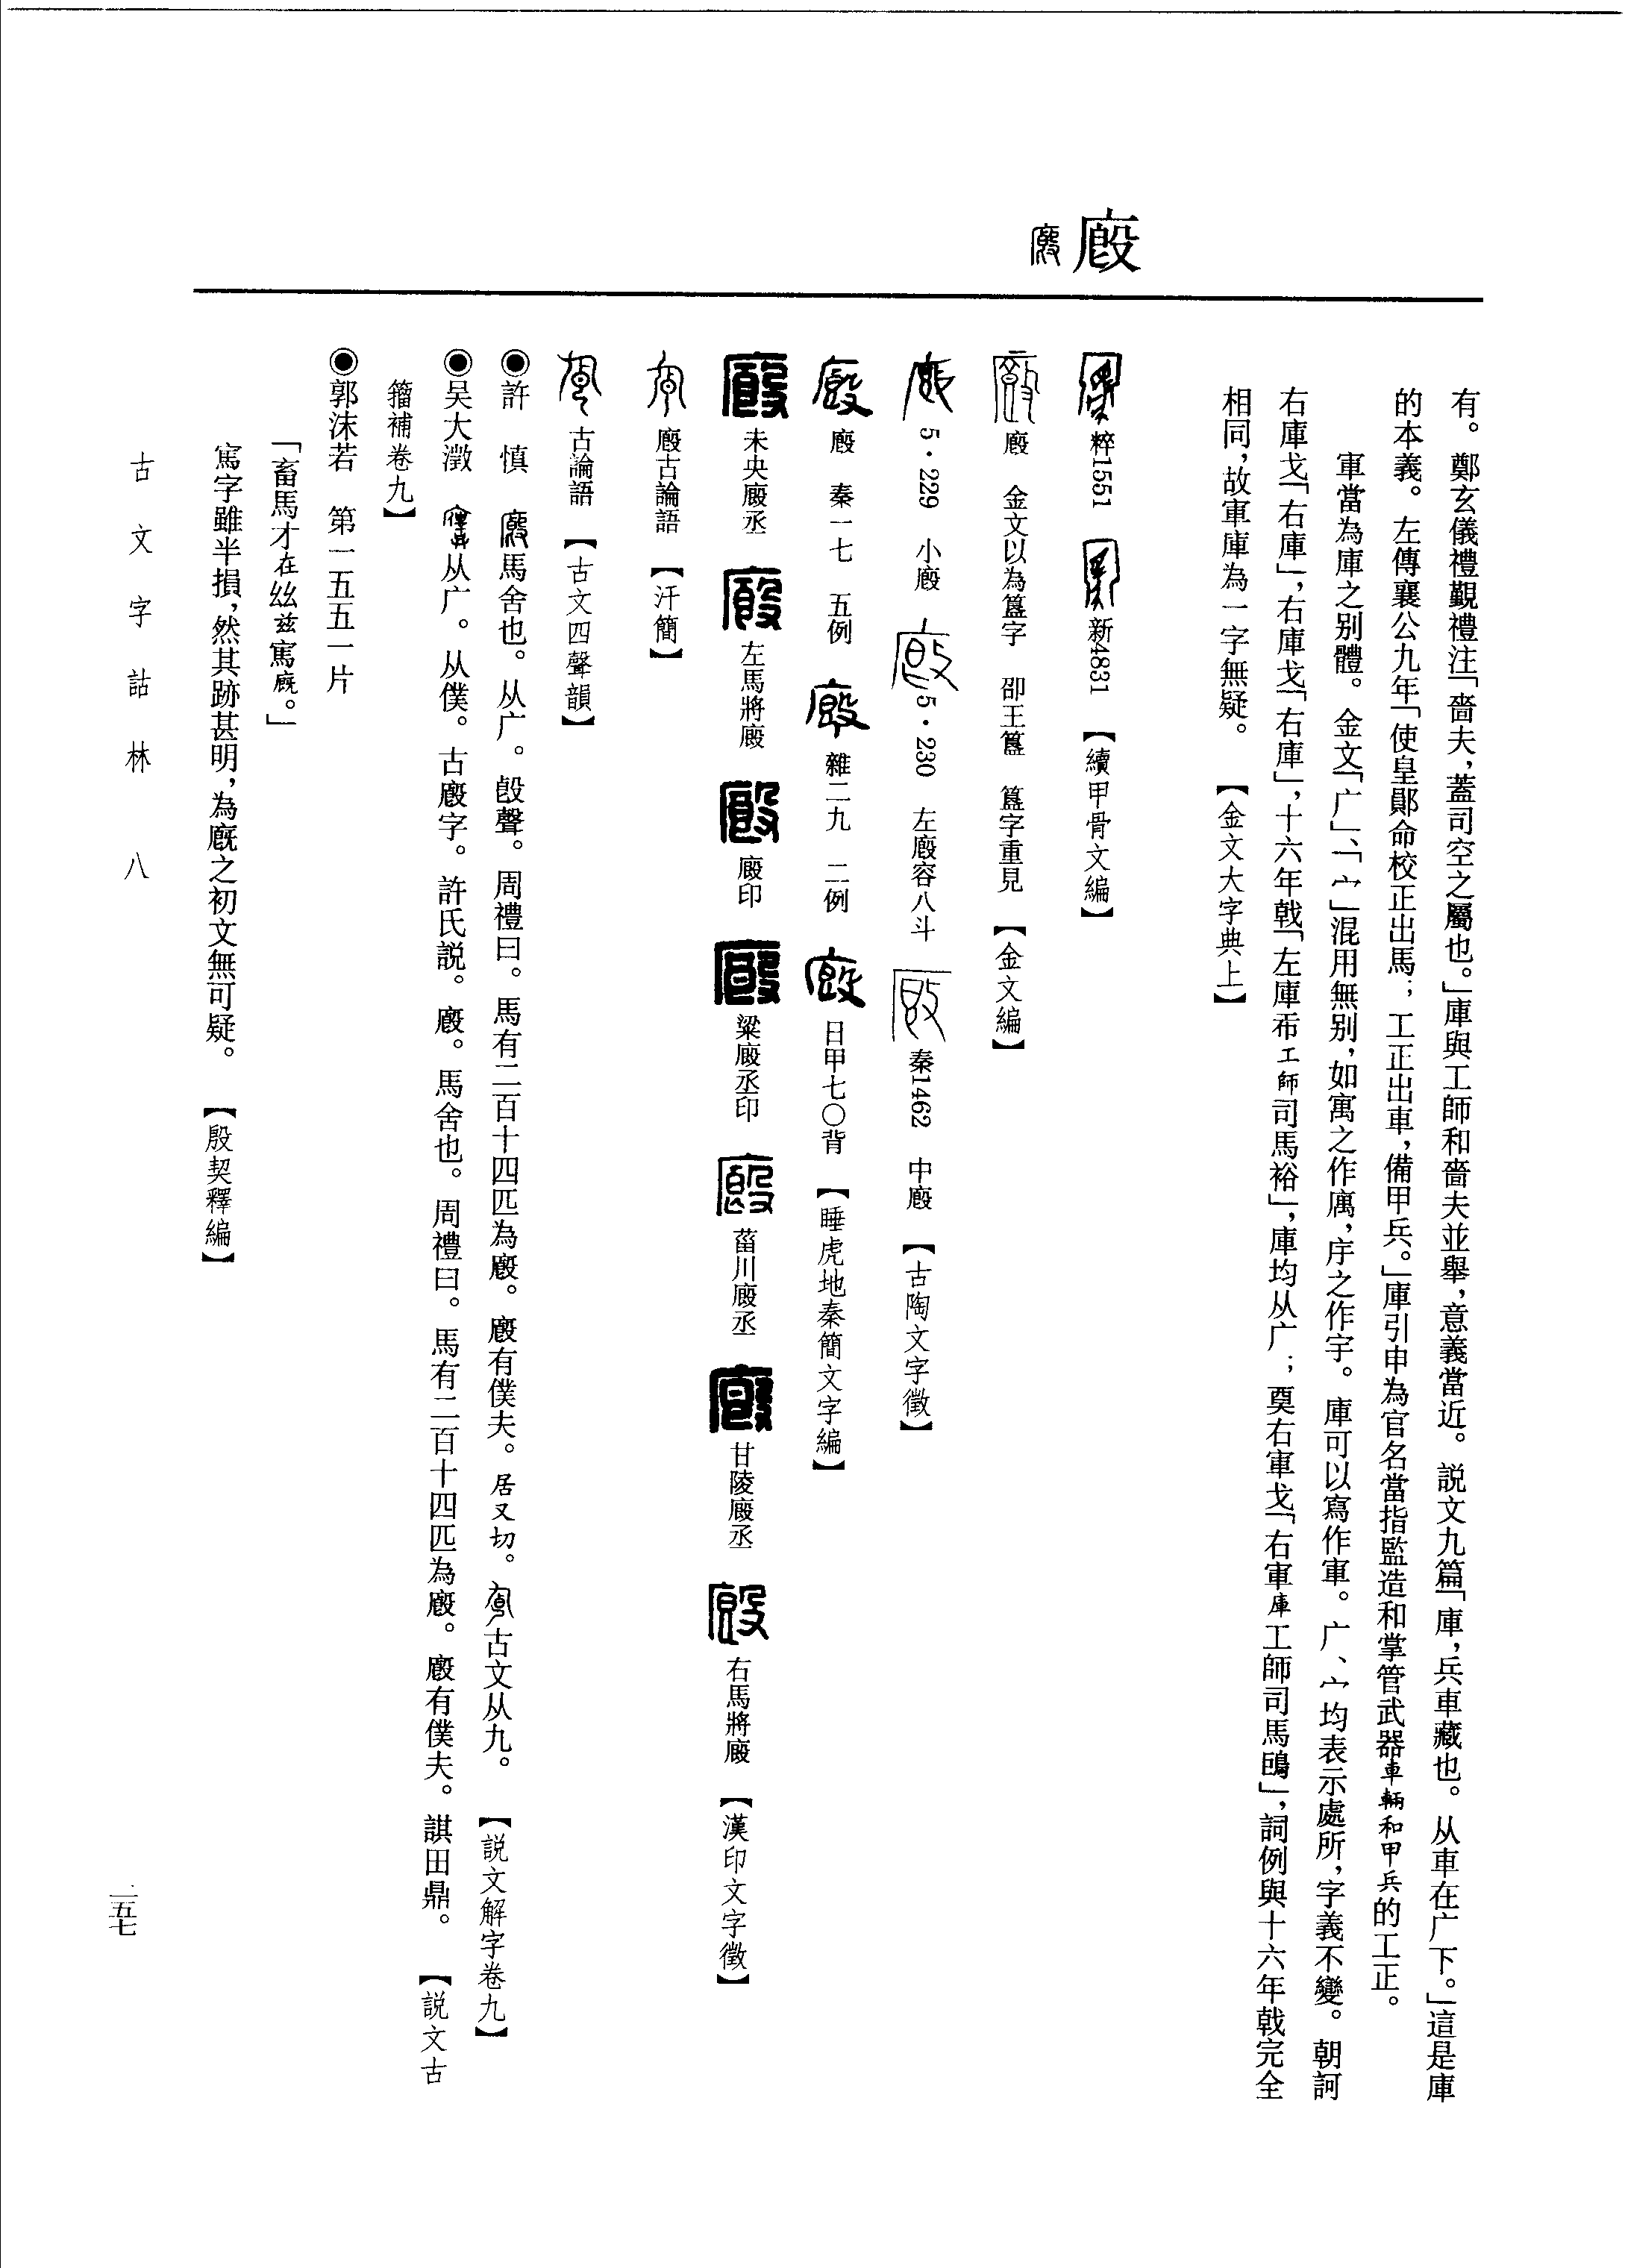 有。鄭玄儀禮覲禮注「嗇夫，蓋司空之屬也。」庫與工師和嗇夫並舉，意義當近。說文九篇「庫，兵車藏也。从車在广下。」這是庫
的本義。左傳襄公九年「使皇鄖命校正出馬；工正出車，備甲兵。」庫引申為官名當指監造和掌管武器車輛和甲兵的工正。
軍當為庫之別體。金文「广」、「宀」混用無別，如寓之作庽，庌之作宇。庫可以寫作軍。广、宀均表示處所，字義不變。朝訶
右庫戈「右庫」，右庫戈「右庫」，十六年戟「左庫帀工師司馬裕」，庫均从广；奠右軍戈「右軍庫工師司馬鴟」，詞例與十六年戟完全
相同，故軍庫為一字無疑。【金文大字典上】
廄
粹1551 新4831 【續甲骨文編】
廄 金文以為簋字 卲王簋 簋字重見 【金文編】
5·229 小廄 5·230 左廄容八斗 秦1462 中廄 【古陶文字徵】
廄 秦一七 五例 雜二九 二例 日甲七〇背 【睡虎地秦簡文字編】
未央廄丞 左馬將廄 廄印 粱廄丞印 菑川廄丞 甘陵廄丞 右馬將廄 【漢印文字徵】
廄古論語 【汗簡】
古論語 【古文四聲韻】
◉許 慎 馬舍也。从广。𣪘聲。周禮曰。馬有二百十四匹為廄。廄有僕夫。居又切。古文从九。【說文解字卷九】
◉吴大澂 从广。从僕。古廄字。許氏說。廄。馬舍也。周禮曰。馬有二百十四匹為廄。廄有僕夫。諆田鼎。【說文古
籀補卷九】
◉郭沫若 第一五五一片
「畜馬才在丝兹寫廐。」
寫字雖半損，然其跡甚明，為廐之初文無可疑。【殷契釋編】
古文字詁林 八
二五七